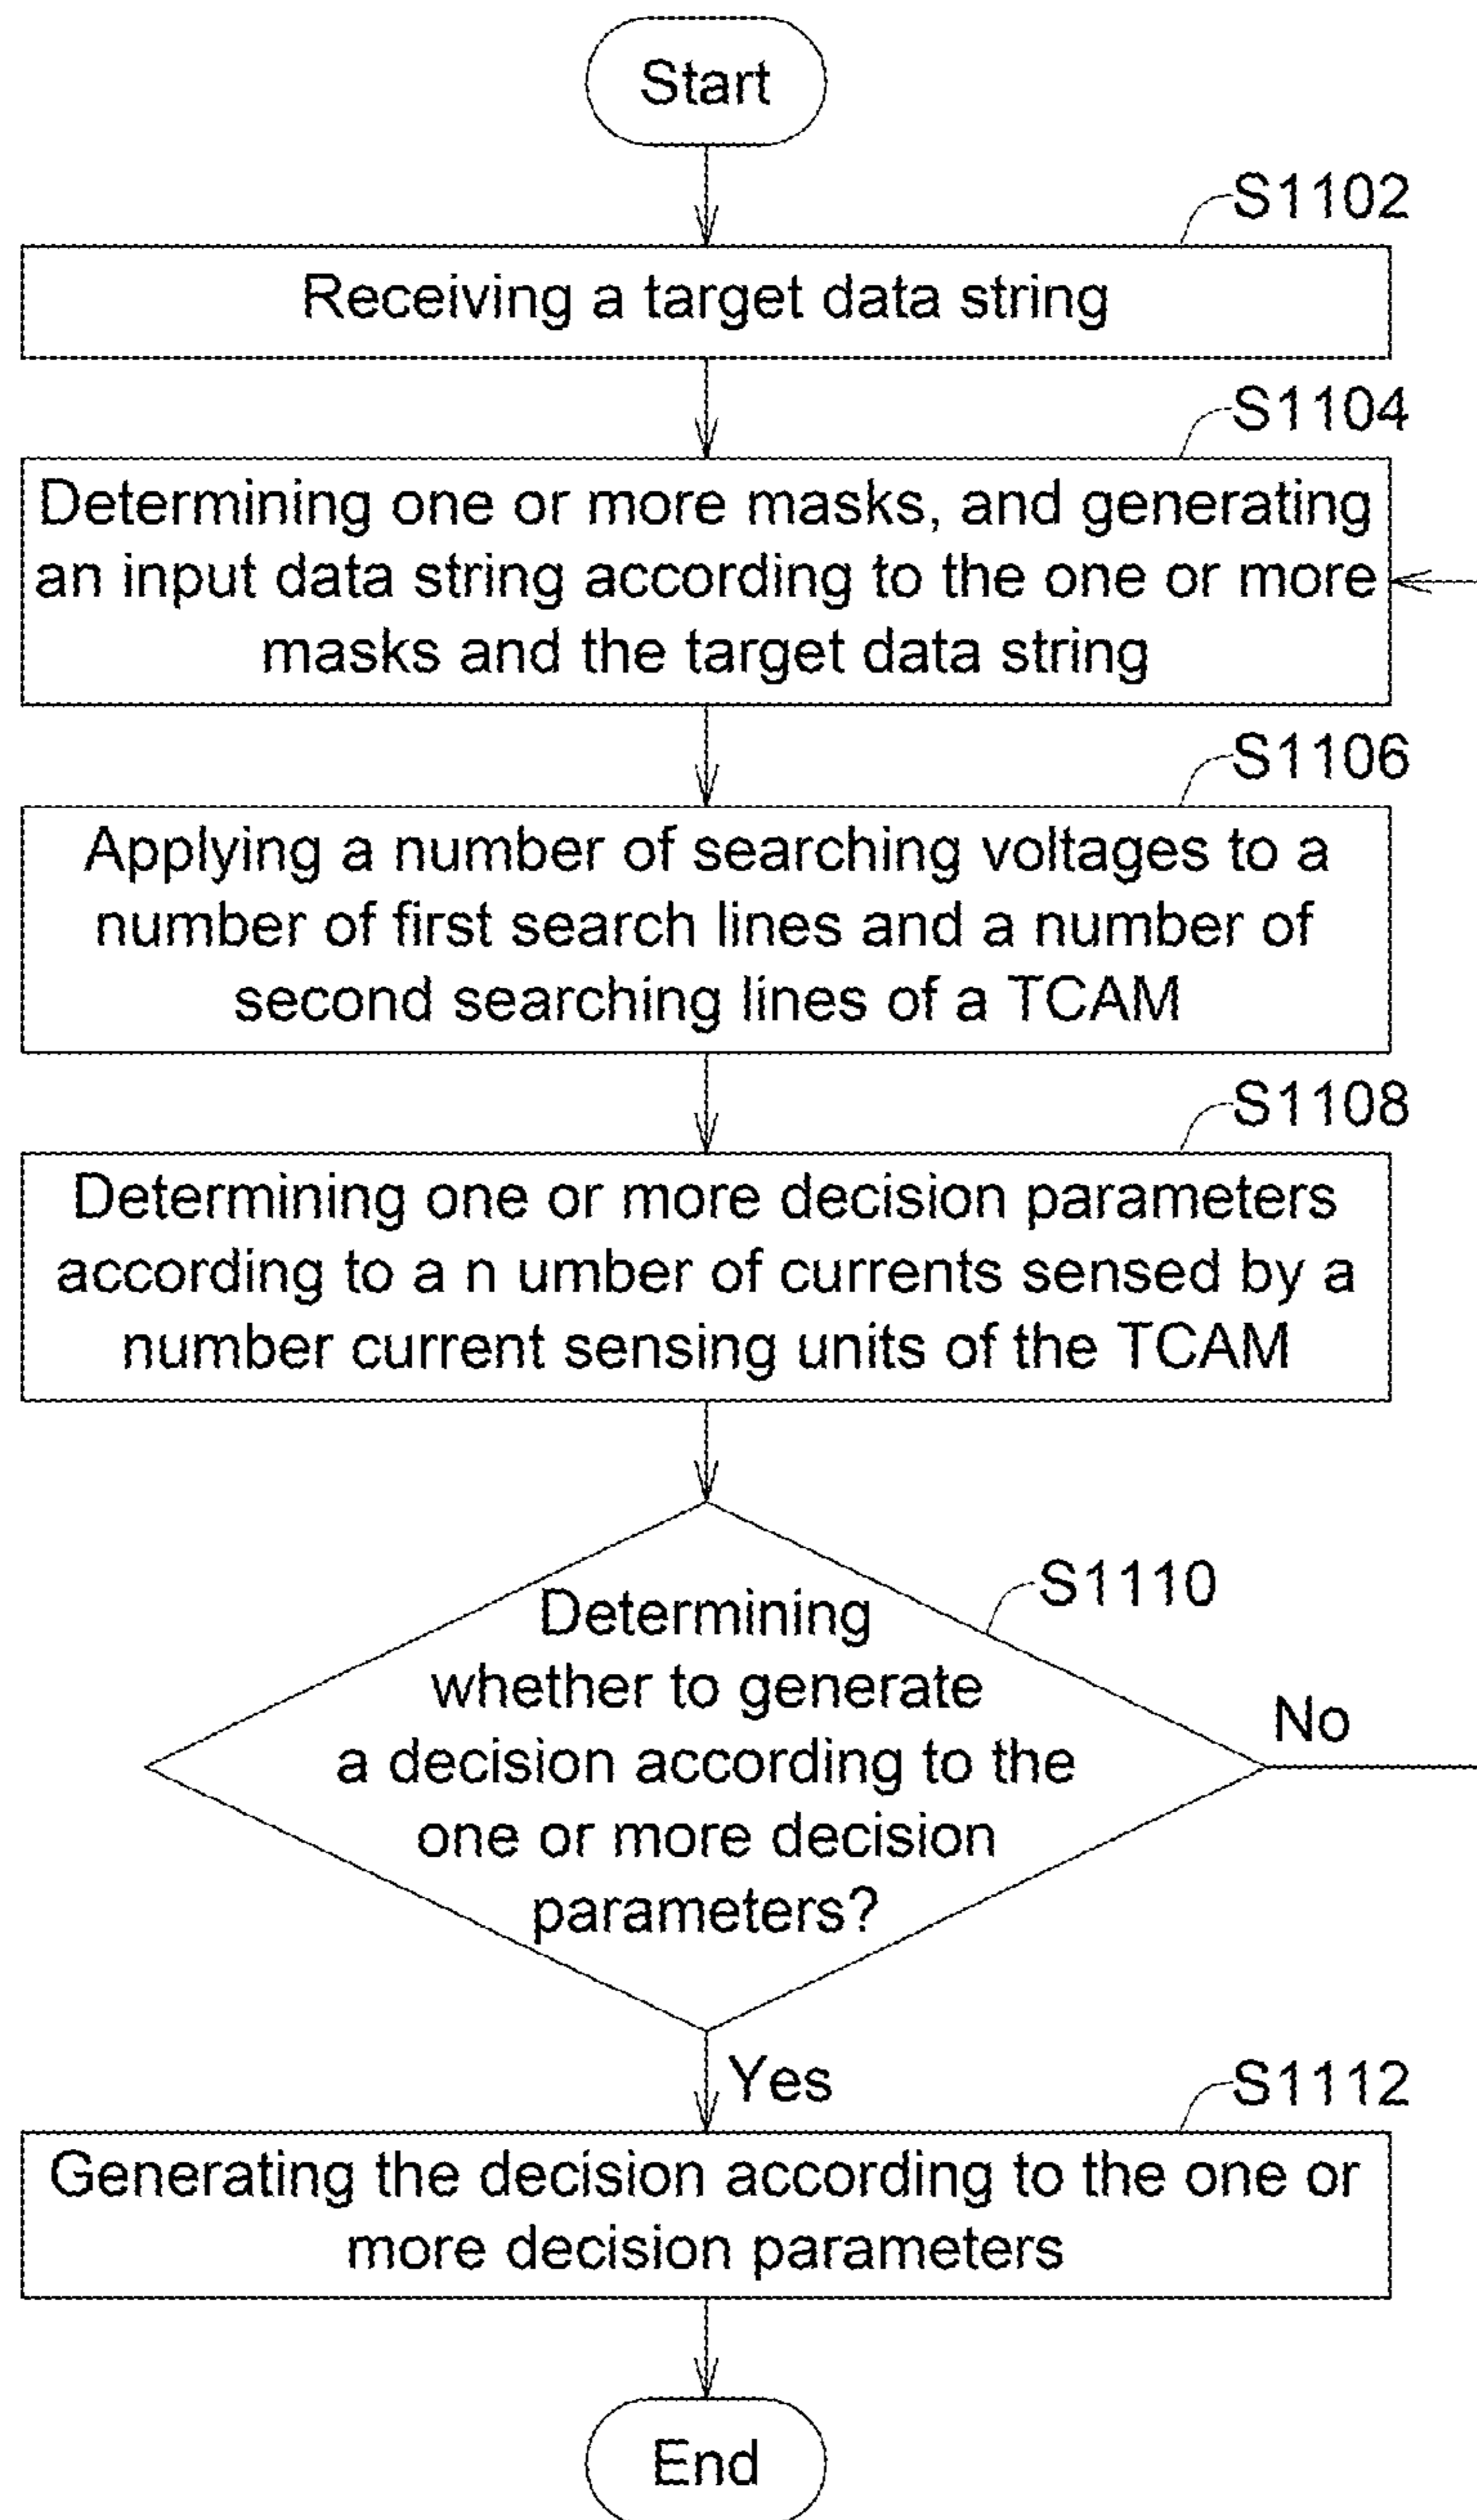 Start
S1102
Receiving a target data string
S1104
Determining one or more masks, and generating
an input data string according to the one or more
masks and the target data string
S1106
Applying a number of searching voltages to a
number of first search lines and a number of
second searching lines of a TCAM
S1108
Determining one or more decision parameters
according to a n umber of currents sensed by a
number current sensing units of the TCAM
S1110
Determining
whether to generate
a decision according to the
one or more decision
parameters?
No
Yes
S1112
Generating the decision according to the one or
more decision parameters
End